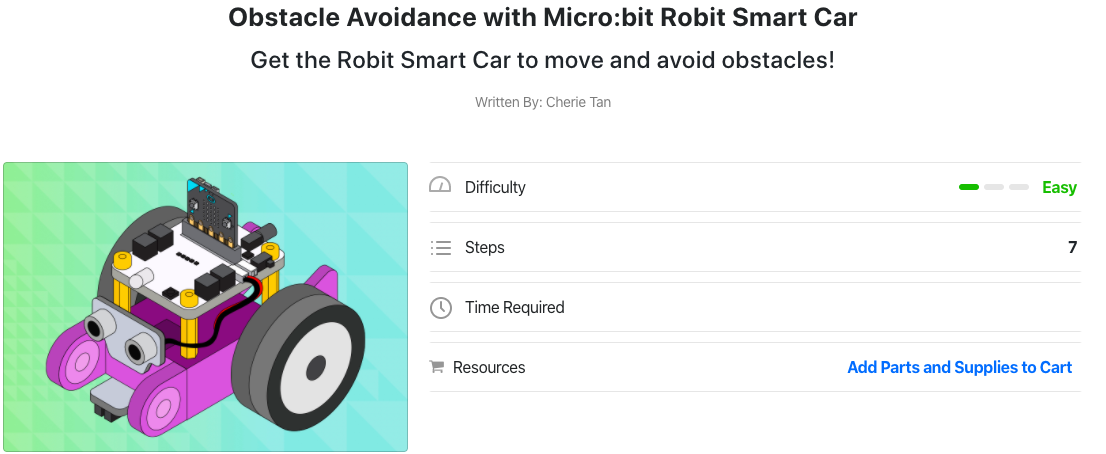 Obstacle Avoidance with Micro:bit Robit Smart Car
Get the Robit Smart Car to move and avoid obstacles!
Written By: Cherie Tan
Difficulty
Easy
Steps
7
Time Required
Resources
Add Parts and Supplies to Cart